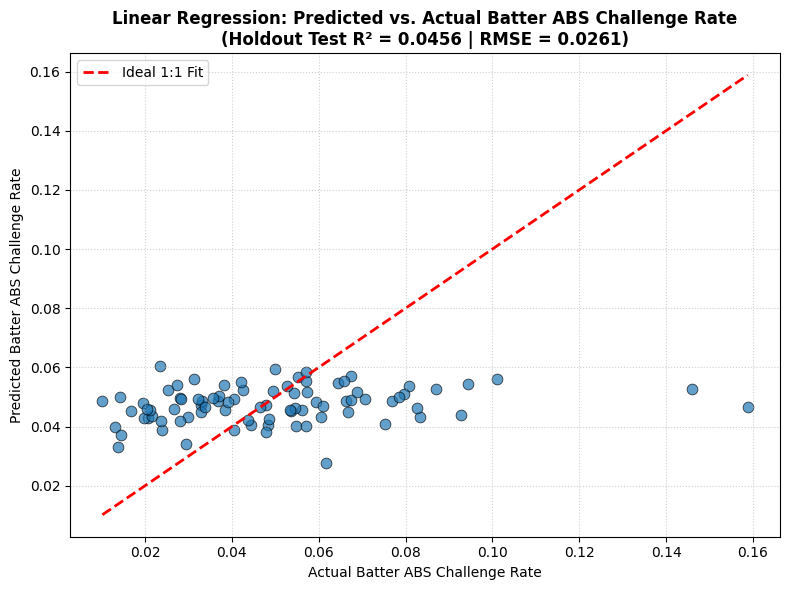 Linear Regression: Predicted vs. Actual Batter ABS Challenge Rate
(Holdout Test R² = 0.0456 | RMSE = 0.0261)
Ideal 1:1 Fit
Predicted Batter ABS Challenge Rate
0.16
0.14
0.12
0.10
0.08
0.06
0.04
0.02
0.02 0.04 0.06 0.08 0.10 0.12 0.14 0.16
Actual Batter ABS Challenge Rate